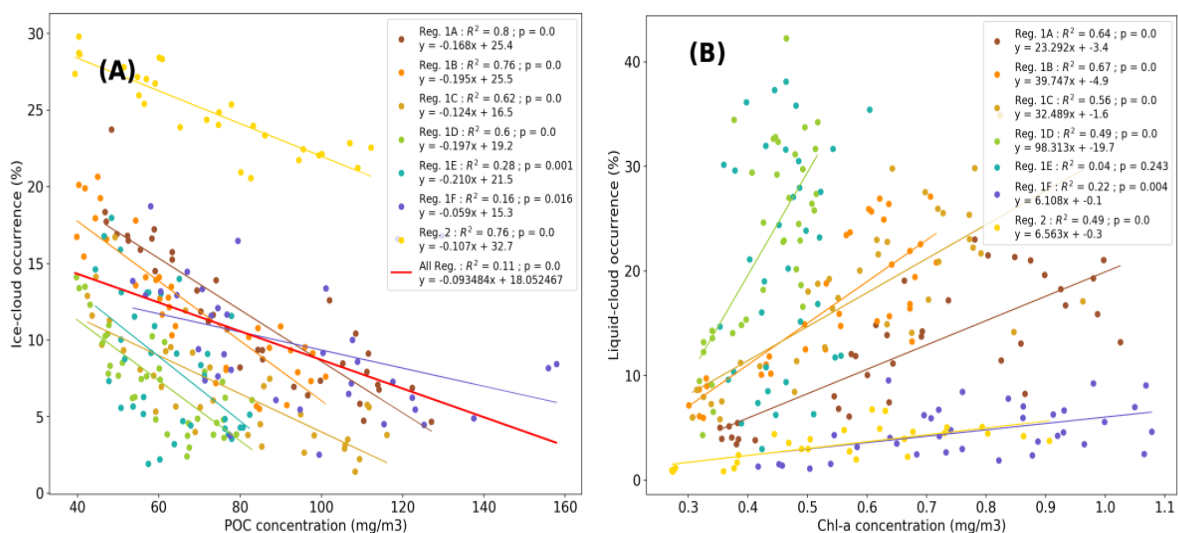 (A)
Reg. 1A : R² = 0.8 ; p = 0.0
y = -0.168x + 25.4
Reg. 1B : R² = 0.76 ; p = 0.0
y = -0.195x + 25.5
Reg. 1C : R² = 0.62 ; p = 0.0
y = -0.124x + 16.5
Reg. 1D : R² = 0.6 ; p = 0.0
y = -0.197x + 19.2
Reg. 1E : R² = 0.28 ; p = 0.001
y = -0.210x + 21.5
Reg. 1F : R² = 0.16 ; p = 0.016
y = -0.059x + 15.3
Reg. 2 : R² = 0.76 ; p = 0.0
y = -0.107x + 32.7
All Reg. : R² = 0.11 ; p = 0.0
y = -0.093484x + 18.052467
Ice-cloud occurrence (%)
30
25
20
15
10
5
0
40 60 80 100 120 140 160
POC concentration (mg/m3)
(B)
Reg. 1A : R² = 0.64 ; p = 0.0
y = 23.292x + -3.4
Reg. 1B : R² = 0.67 ; p = 0.0
y = 39.747x + -4.9
Reg. 1C : R² = 0.56 ; p = 0.0
y = 32.489x + -1.6
Reg. 1D : R² = 0.49 ; p = 0.0
y = 98.313x + -19.7
Reg. 1E : R² = 0.04 ; p = 0.243
Reg. 1F : R² = 0.22 ; p = 0.004
y = 6.108x + -0.1
Reg. 2 : R² = 0.49 ; p = 0.0
y = 6.563x + -0.3
Liquid-cloud occurrence (%)
40
30
20
10
0
0.3 0.4 0.5 0.6 0.7 0.8 0.9 1.0 1.1
Chl-a concentration (mg/m3)